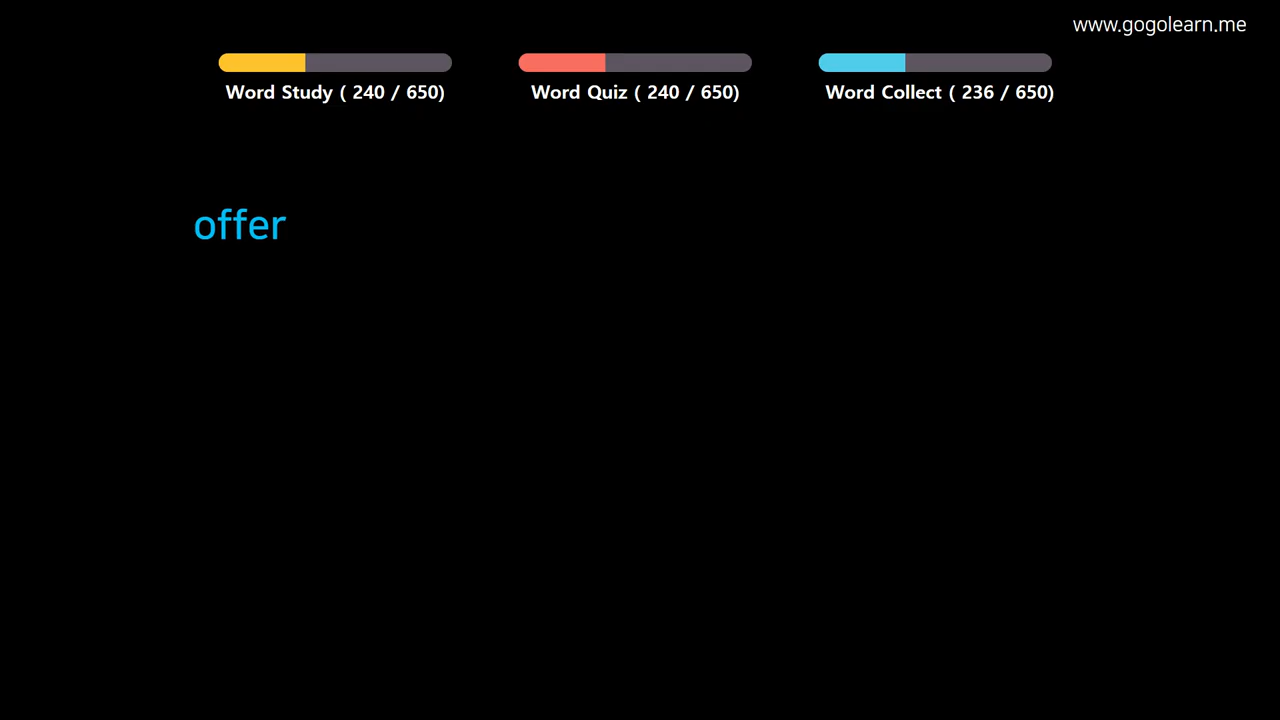 www.gogolearn.me
Word Study ( 240 / 650)
Word Quiz ( 240 / 650)
Word Collect ( 236 / 650)
offer